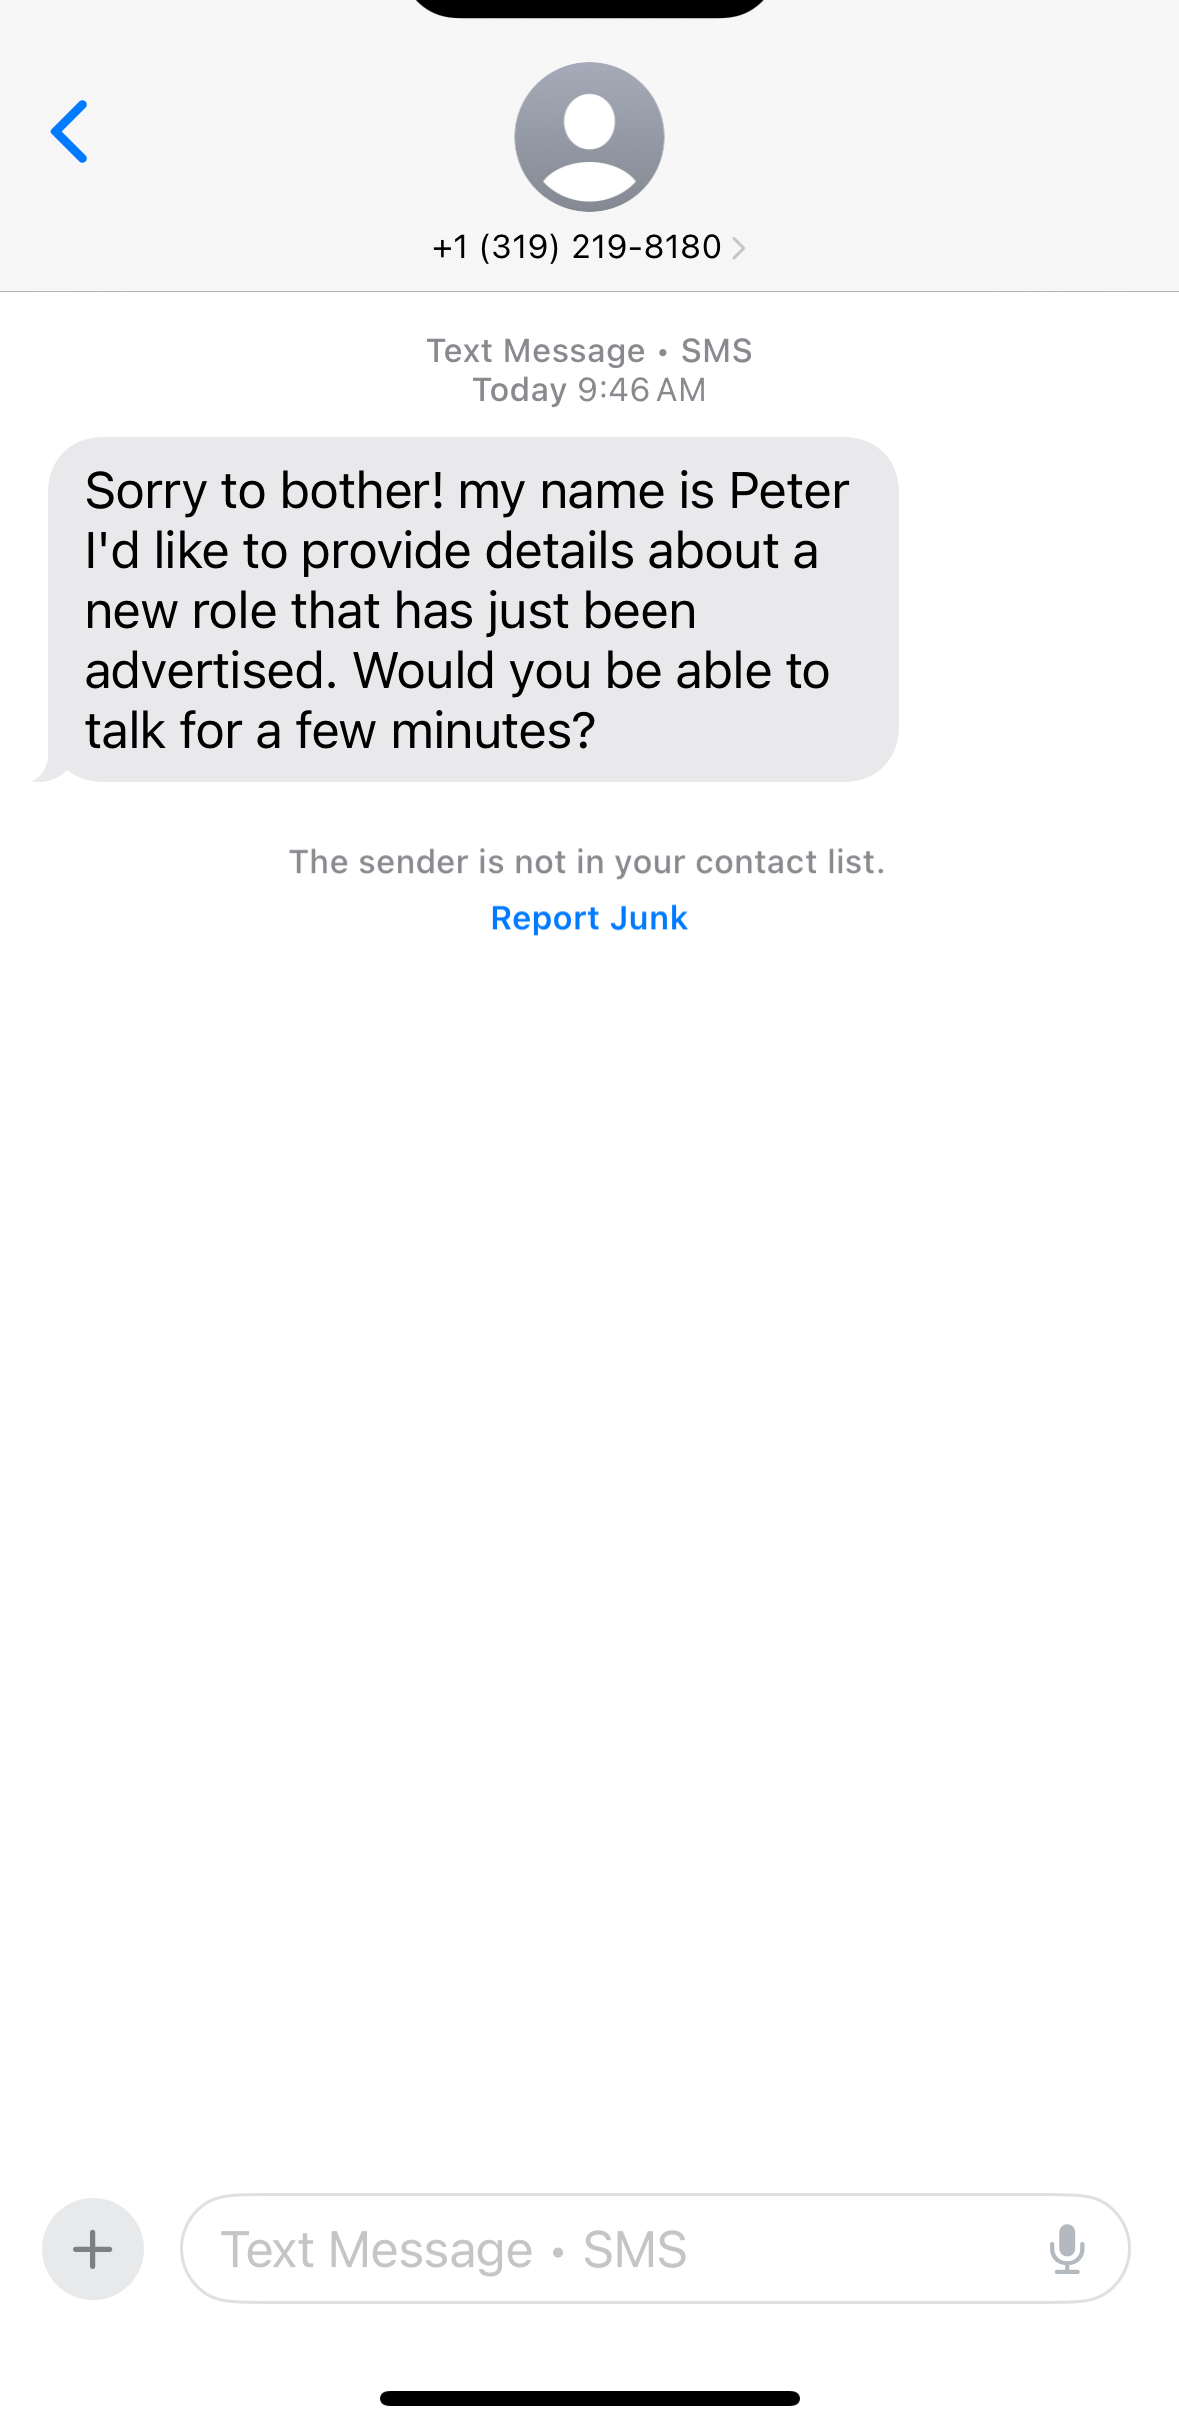 +1 (319) 219-8180
Text Message • SMS
Today 9:46 AM
Sorry to bother! my name is Peter
I'd like to provide details about a
new role that has just been
advertised. Would you be able to
talk for a few minutes?
The sender is not in your contact list.
Report Junk
Text Message • SMS